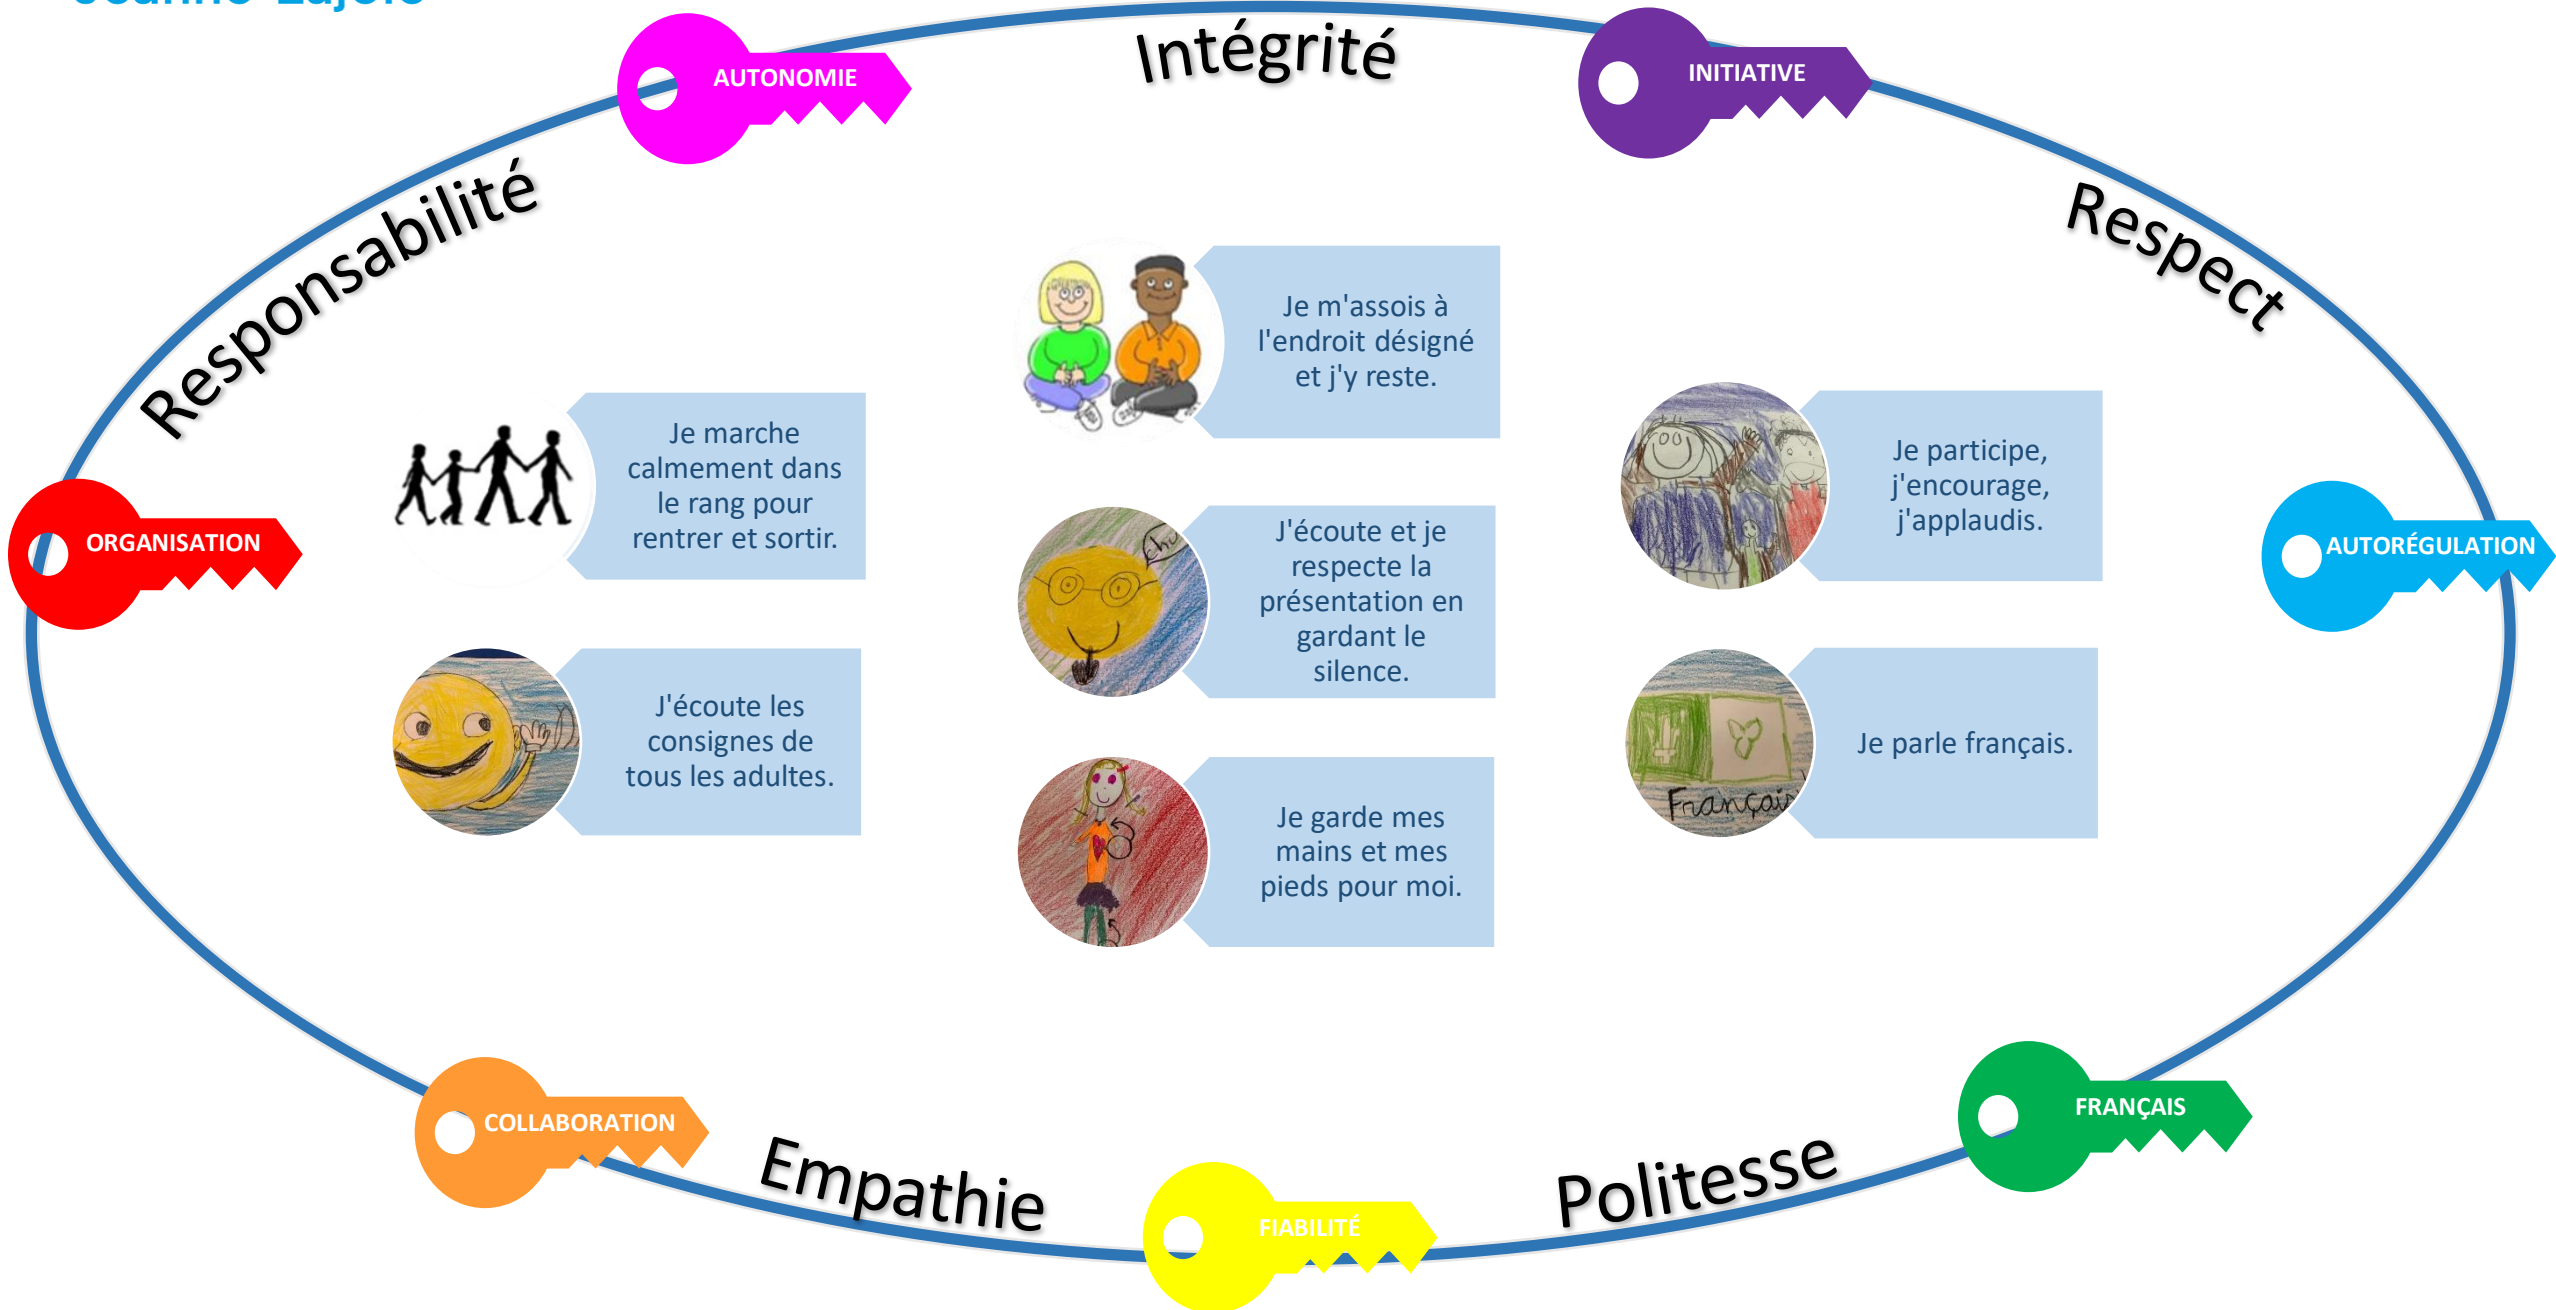 Intégrité
AUTONOMIE
INITIATIVE
Responsabilité
Respect
Je m'assois à
l'endroit désigné
et j'y reste.
Je marche
calmement dans
le rang pour
rentrer et sortir.
Je participe,
j'encourage,
j'applaudis.
ORGANISATION
J'écoute et je
respecte la
présentation en
gardant le
silence.
AUTORÉGULATION
J'écoute les
consignes de
tous les adultes.
Je parle français.
Français
Je garde mes
mains et mes
pieds pour moi.
COLLABORATION
FRANÇAIS
Empathie
Politesse
FIABILITÉ